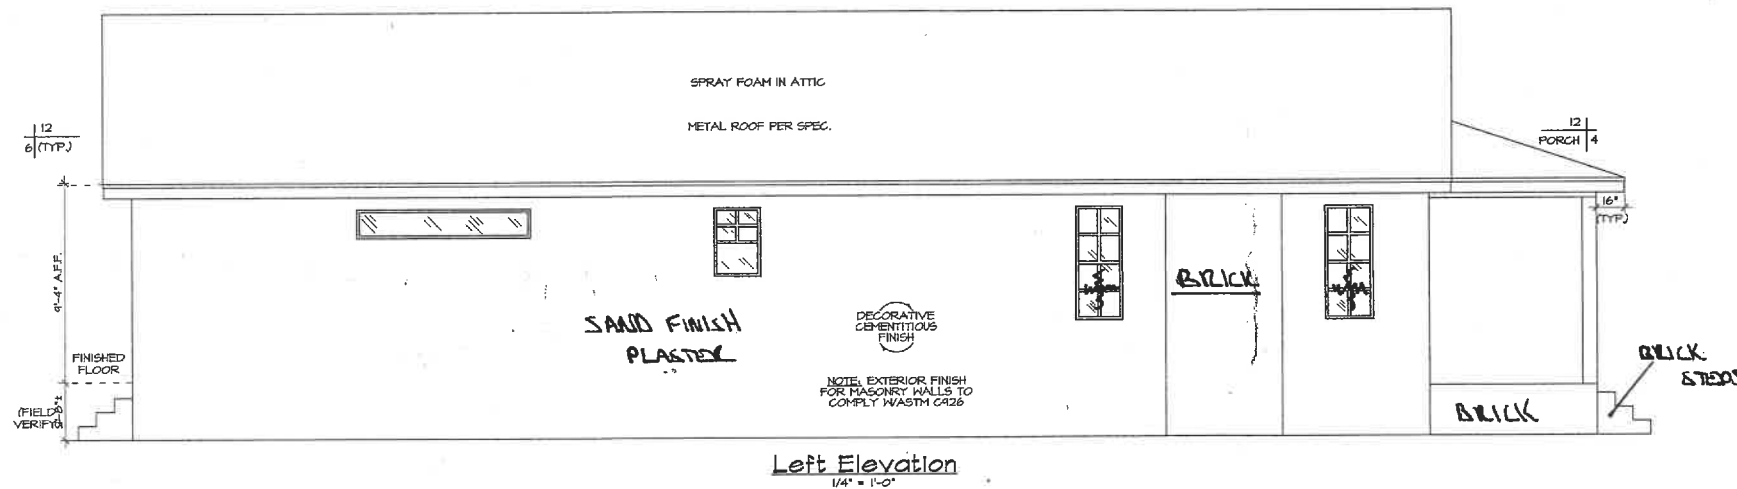 SPRAY FOAM IN ATTIC
METAL ROOF PER SPEC.
12
6 (TYP.)
12
PORCH 4
16"
(TYP.)
9'-4" A.F.F.
BRICK
SAND FINISH
PLASTER
DECORATIVE
CEMENTITIOUS
FINISH
FINISHED
FLOOR
NOTE: EXTERIOR FINISH
FOR MASONRY WALLS TO
COMPLY W/ASTM C926
BRICK
STEPS
(FIELD
VERIFY)
BRICK
Left Elevation
1/4" = 1'-0"